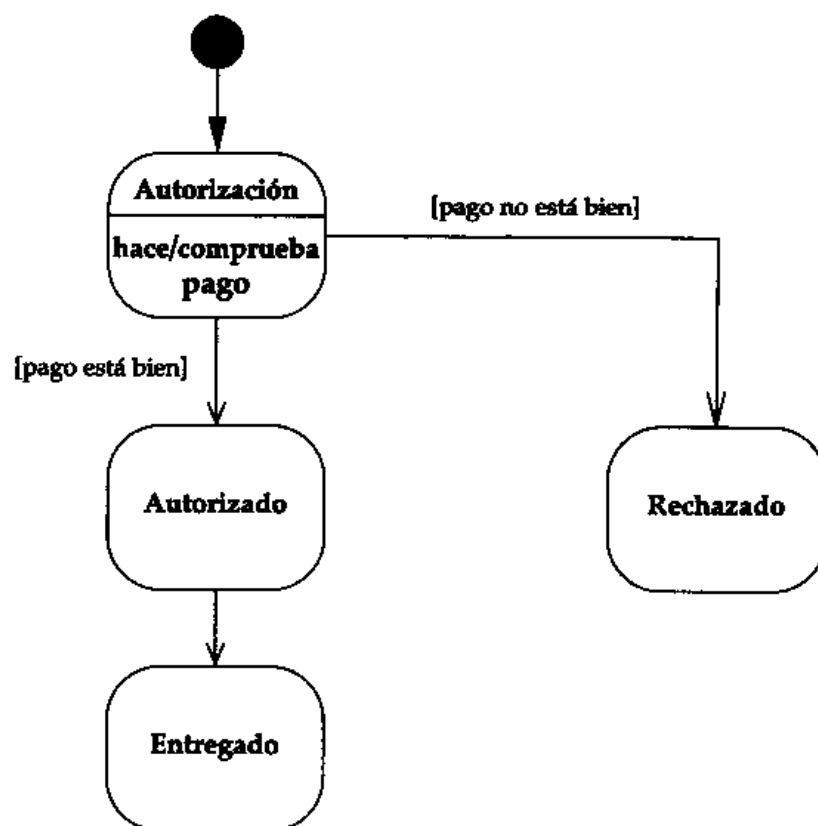 Autorización
[pago no está bien]
hace/comprueba
pago
[pago está bien]
Autorizado
Rechazado
Entregado